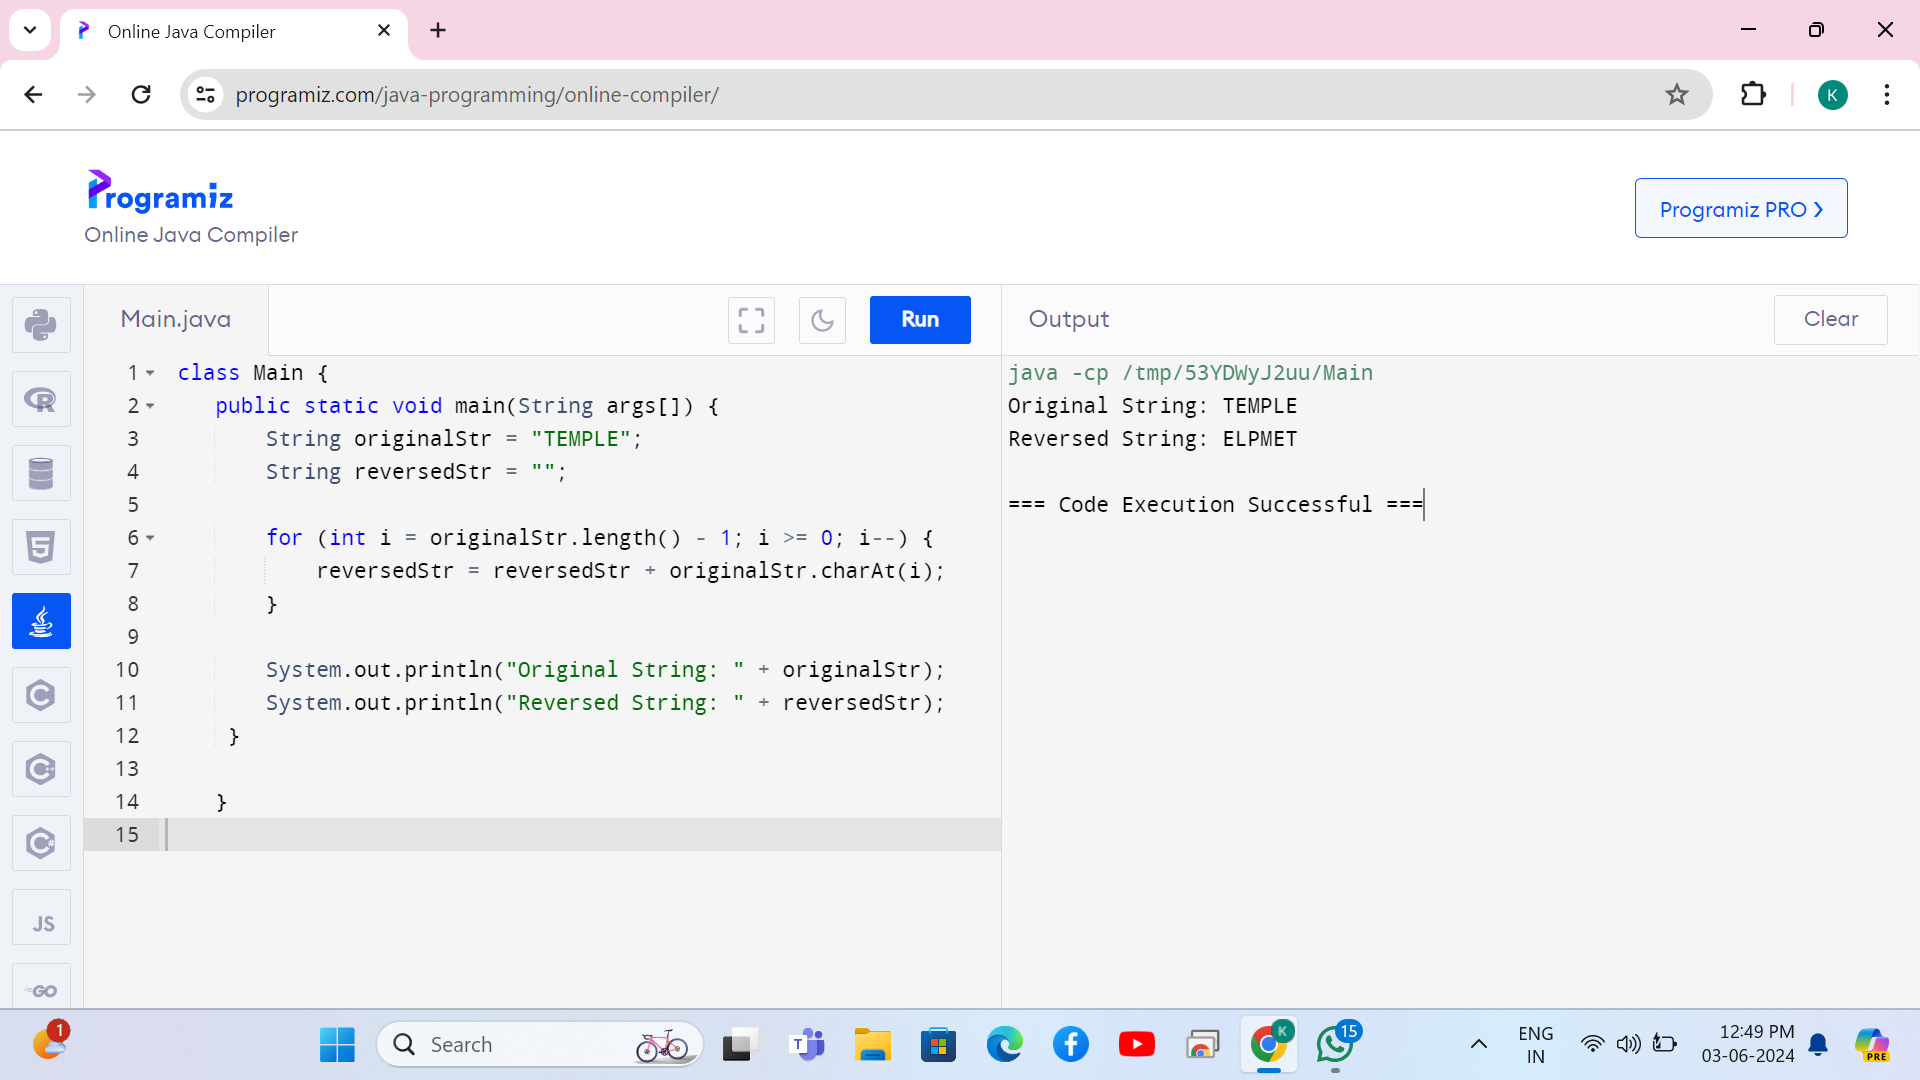 Online Java Compiler
programiz.com/java-programming/online-compiler/
K
Programiz
Online Java Compiler
Programiz PRO ❯
Main.java
Run
Output
Clear
1 class Main {
2 public static void main(String args[]) {
3 String originalStr = "TEMPLE";
4 String reversedStr = "";
5
6 for (int i = originalStr.length() - 1; i >= 0; i--) {
7 reversedStr = reversedStr + originalStr.charAt(i);
8 }
9
10 System.out.println("Original String: " + originalStr);
11 System.out.println("Reversed String: " + reversedStr);
12 }
13
14 }
15
java -cp /tmp/53YDWyJ2uu/Main
Original String: TEMPLE
Reversed String: ELPMET
=== Code Execution Successful ===
R
5
C
C++
C#
JS
GO
1
Search
T
K
15
ENG
IN
12:49 PM
03-06-2024
PRE